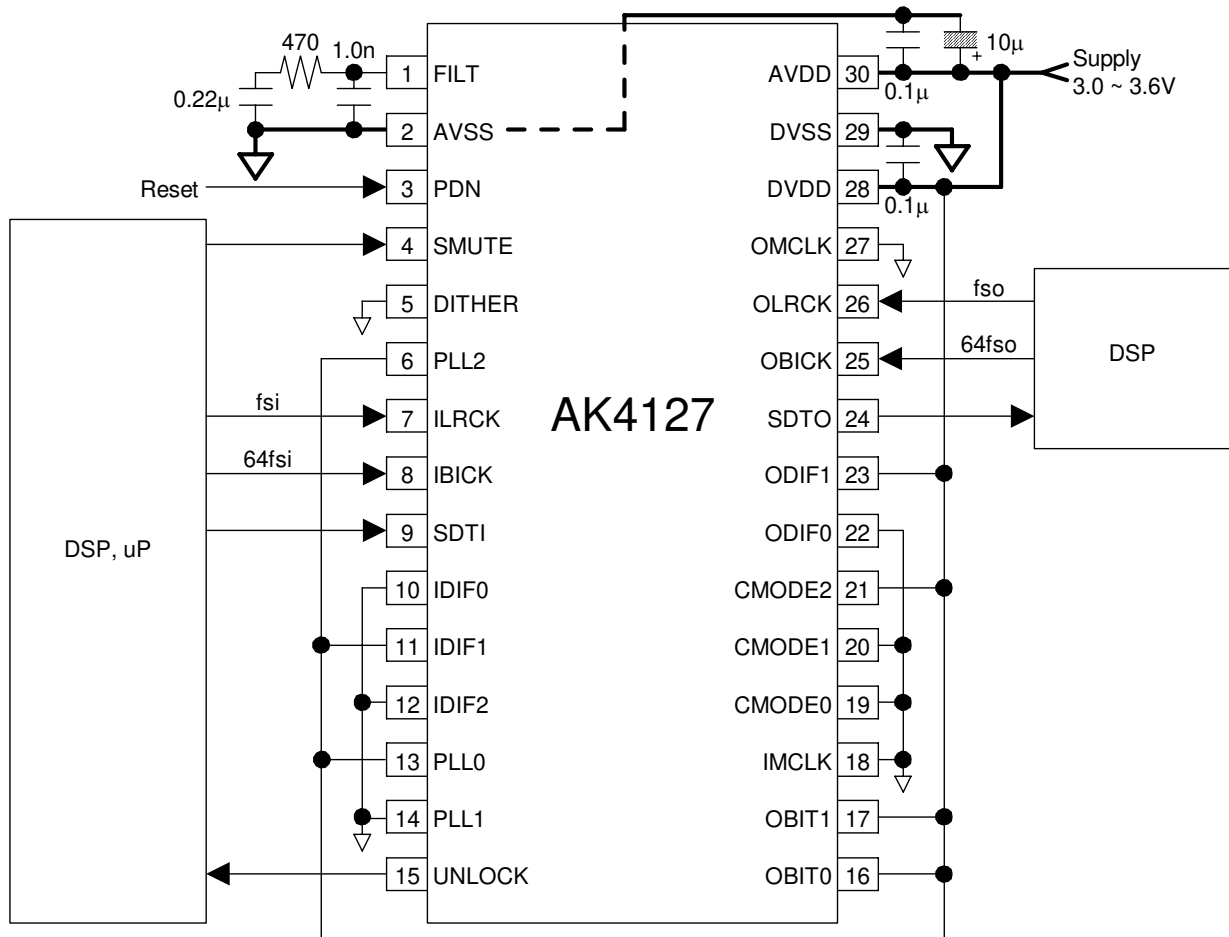 470
1.0n
0.22µ
10µ
+
Supply
3.0 ~ 3.6V
0.1µ
0.1µ
Reset
1 FILT
2 AVSS
3 PDN
4 SMUTE
5 DITHER
6 PLL2
fsi
7 ILRCK
64fsi
8 IBICK
9 SDTI
10 IDIF0
11 IDIF1
12 IDIF2
13 PLL0
14 PLL1
15 UNLOCK
DSP, uP
AK4127
AVDD 30
DVSS 29
DVDD 28
OMCLK 27
OLRCK 26
fso
OBICK 25
64fso
SDTO 24
ODIF1 23
ODIF0 22
CMODE2 21
CMODE1 20
CMODE0 19
IMCLK 18
OBIT1 17
OBIT0 16
DSP